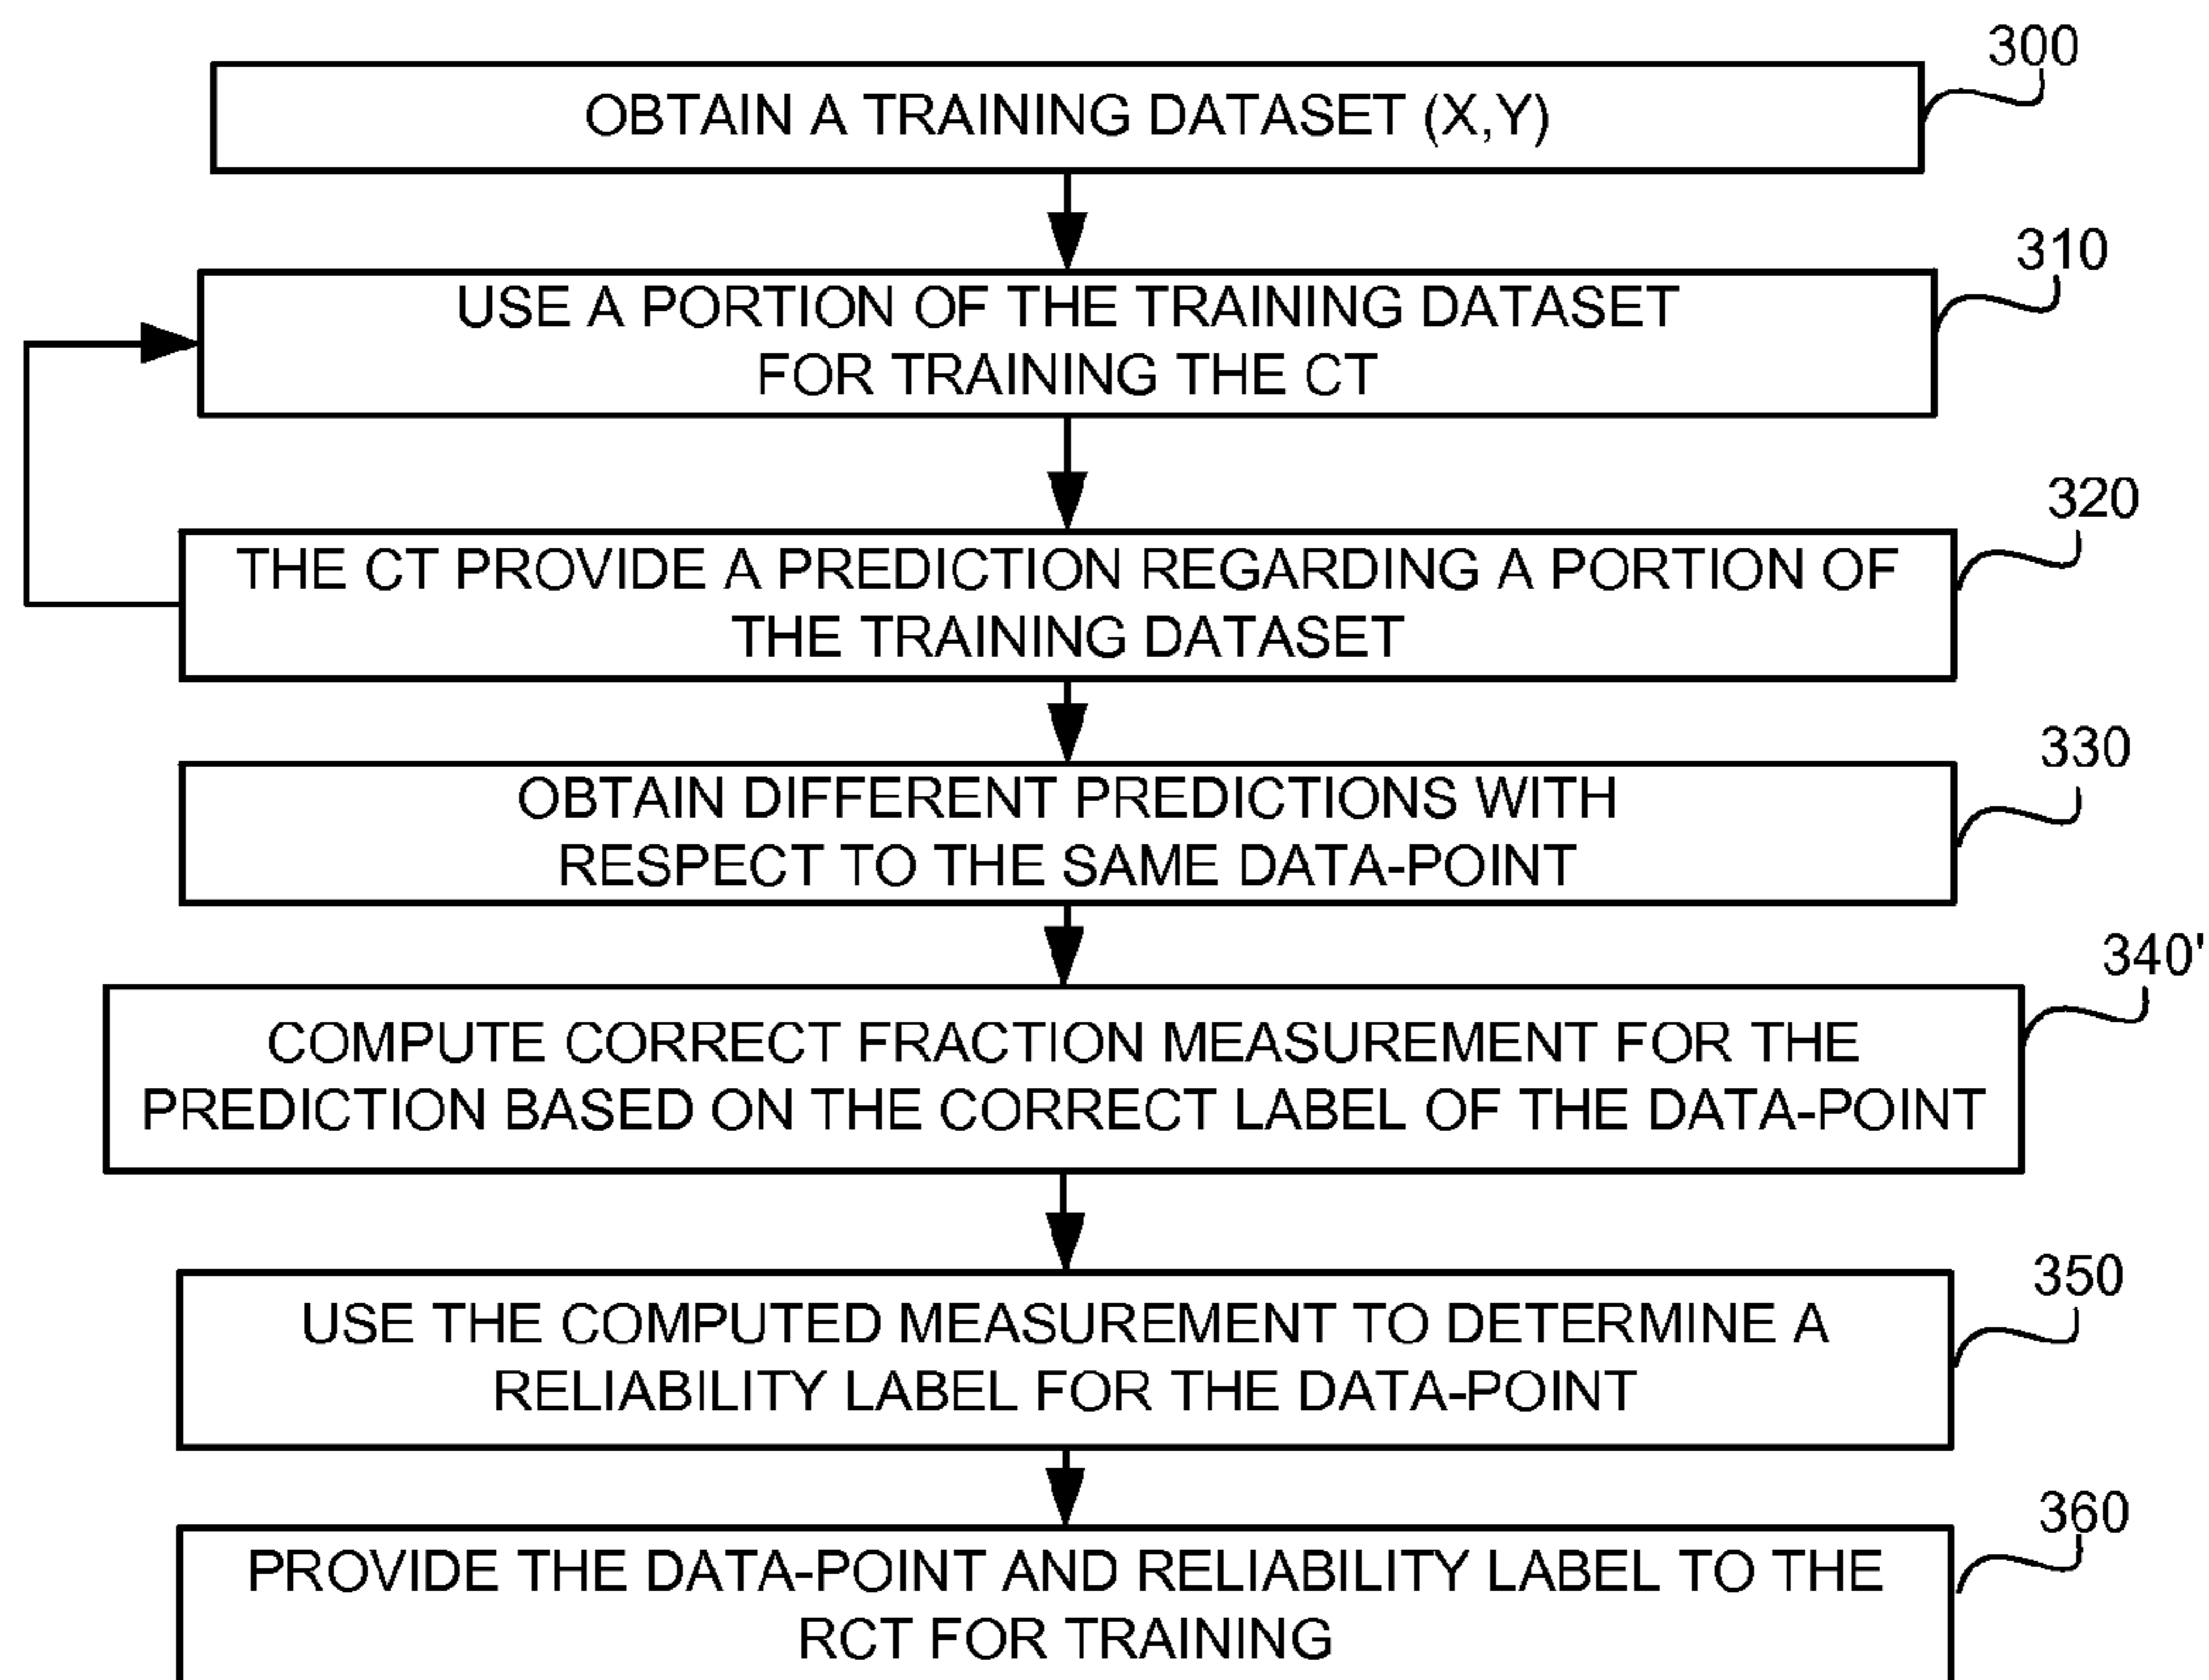 300
OBTAIN A TRAINING DATASET (X,Y)
310
USE A PORTION OF THE TRAINING DATASET
FOR TRAINING THE CT
320
THE CT PROVIDE A PREDICTION REGARDING A PORTION OF
THE TRAINING DATASET
330
OBTAIN DIFFERENT PREDICTIONS WITH
RESPECT TO THE SAME DATA-POINT
340'
COMPUTE CORRECT FRACTION MEASUREMENT FOR THE
PREDICTION BASED ON THE CORRECT LABEL OF THE DATA-POINT
350
USE THE COMPUTED MEASUREMENT TO DETERMINE A
RELIABILITY LABEL FOR THE DATA-POINT
360
PROVIDE THE DATA-POINT AND RELIABILITY LABEL TO THE
RCT FOR TRAINING